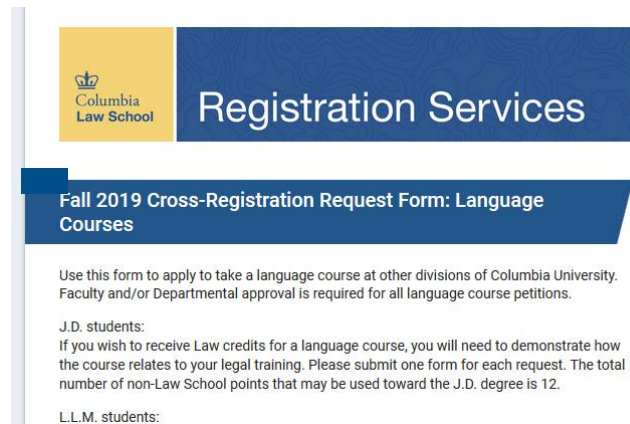 Columbia
Law School
Registration Services
Fall 2019 Cross-Registration Request Form: Language
Courses
Use this form to apply to take a language course at other divisions of Columbia University.
Faculty and/or Departmental approval is required for all language course petitions.
J.D. students:
If you wish to receive Law credits for a language course, you will need to demonstrate how
the course relates to your legal training. Please submit one form for each request. The total
number of non-Law School points that may be used toward the J.D. degree is 12.
L.L.M. students: